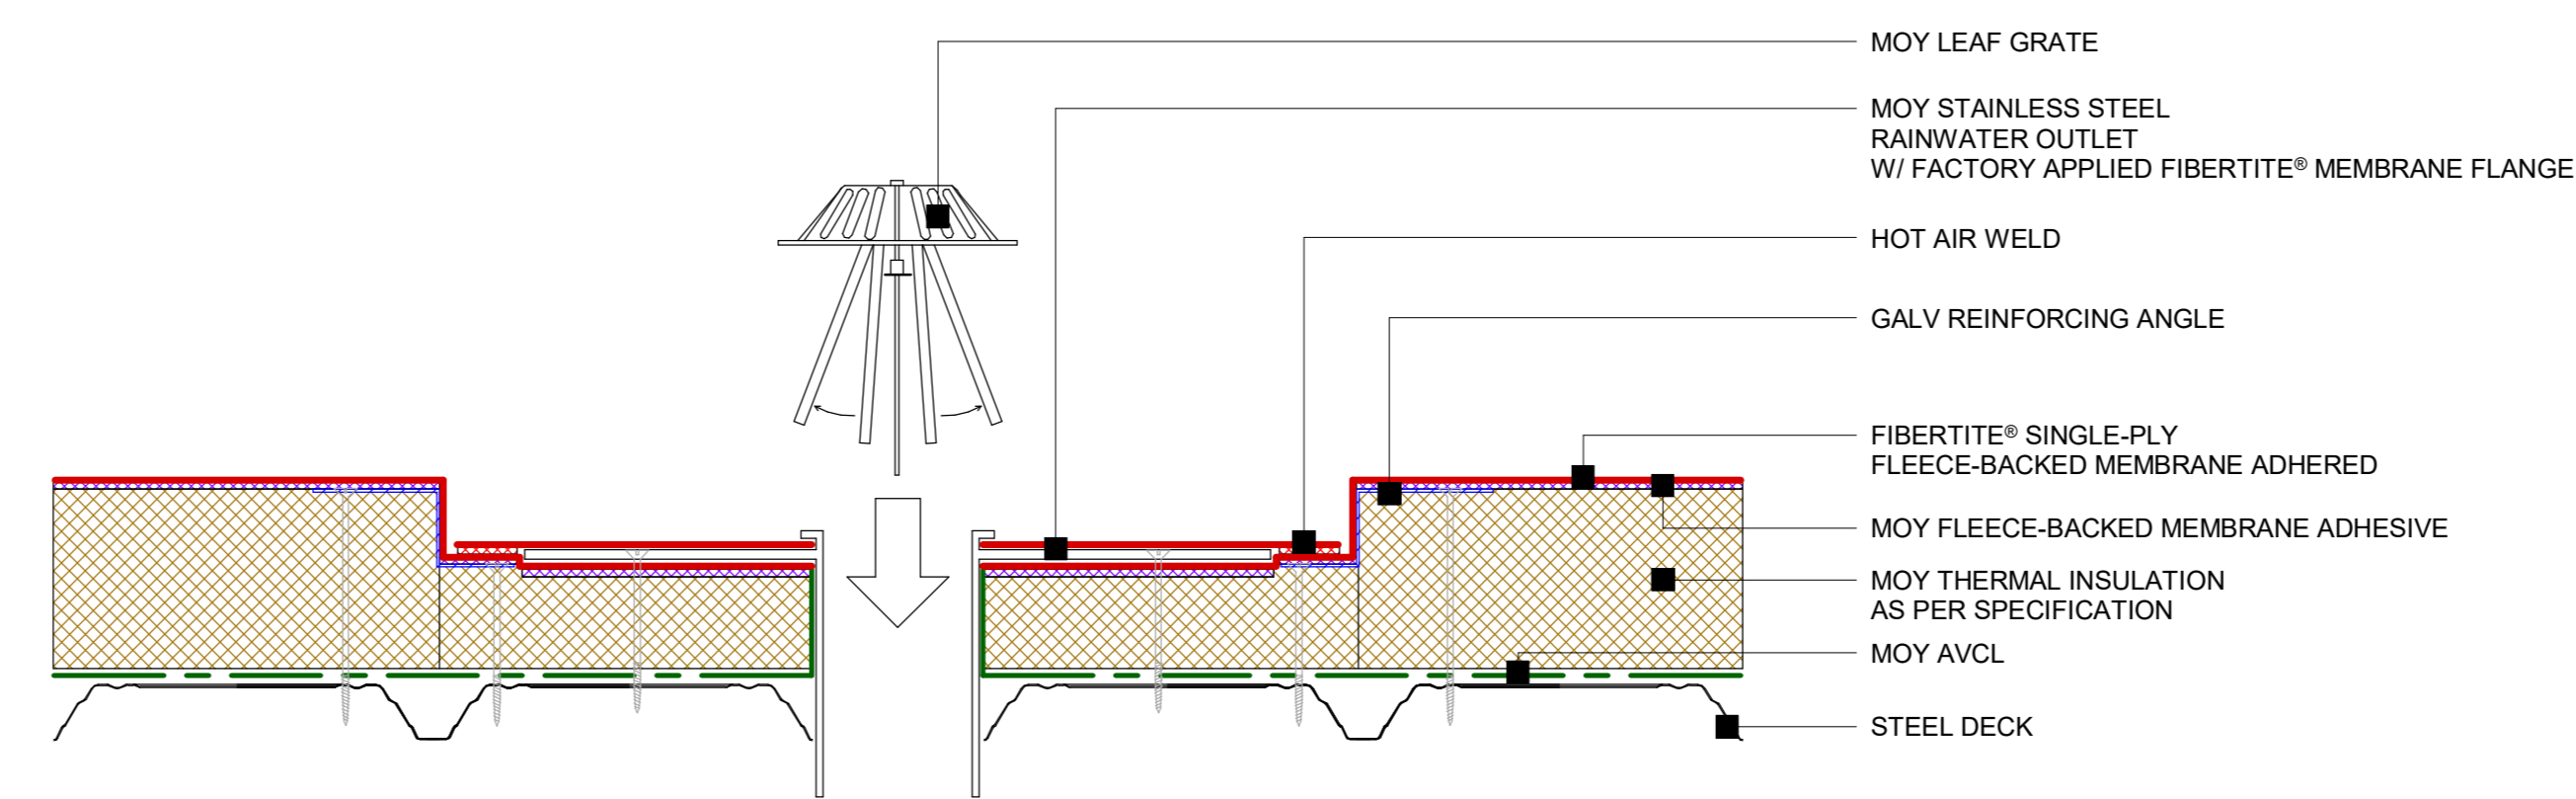 MOY LEAF GRATE
MOY STAINLESS STEEL
RAINWATER OUTLET
W/ FACTORY APPLIED FIBERTITE® MEMBRANE FLANGE
HOT AIR WELD
GALV REINFORCING ANGLE
FIBERTITE® SINGLE-PLY
FLEECE-BACKED MEMBRANE ADHERED
MOY FLEECE-BACKED MEMBRANE ADHESIVE
MOY THERMAL INSULATION
AS PER SPECIFICATION
MOY AVCL
STEEL DECK